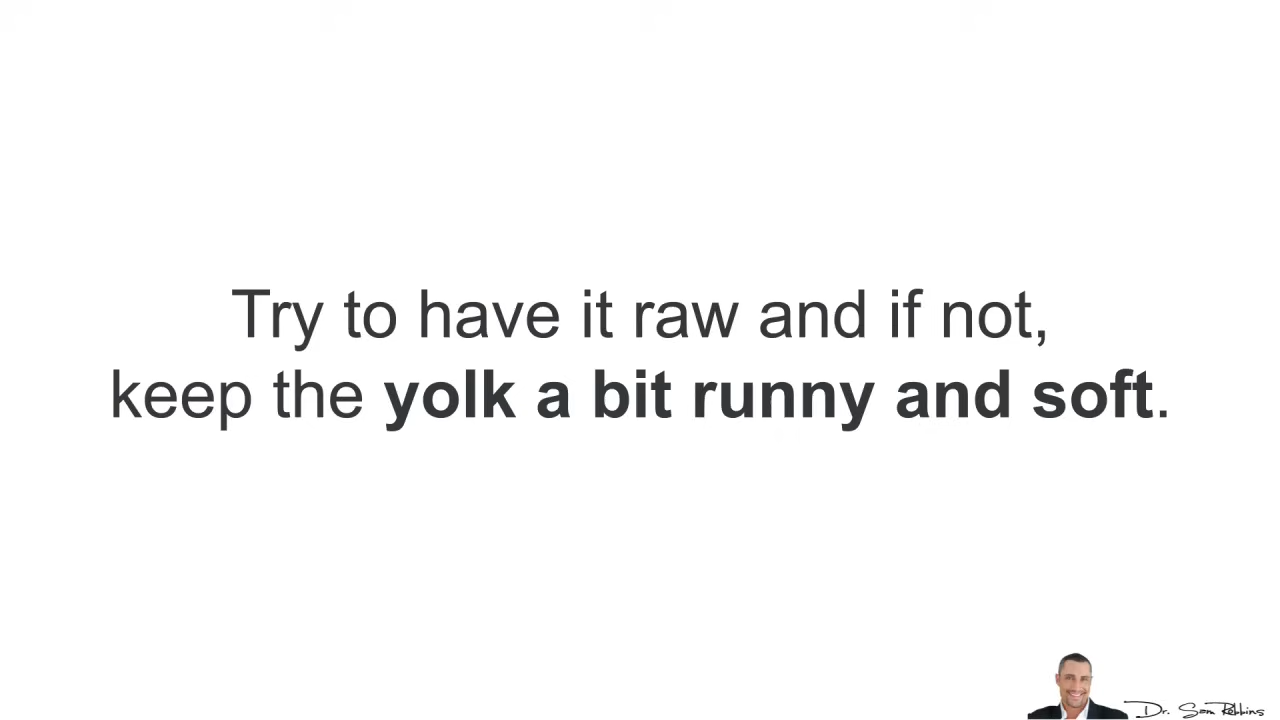 Try to have it raw and if not,
keep the yolk a bit runny and soft.
Dr. Sam Robbins